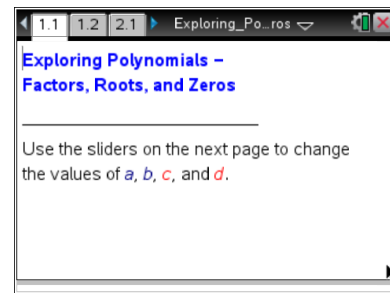 1.1 1.2 2.1 Exploring_Po...ros
Exploring Polynomials –
Factors, Roots, and Zeros
Use the sliders on the next page to change
the values of a, b, c, and d.